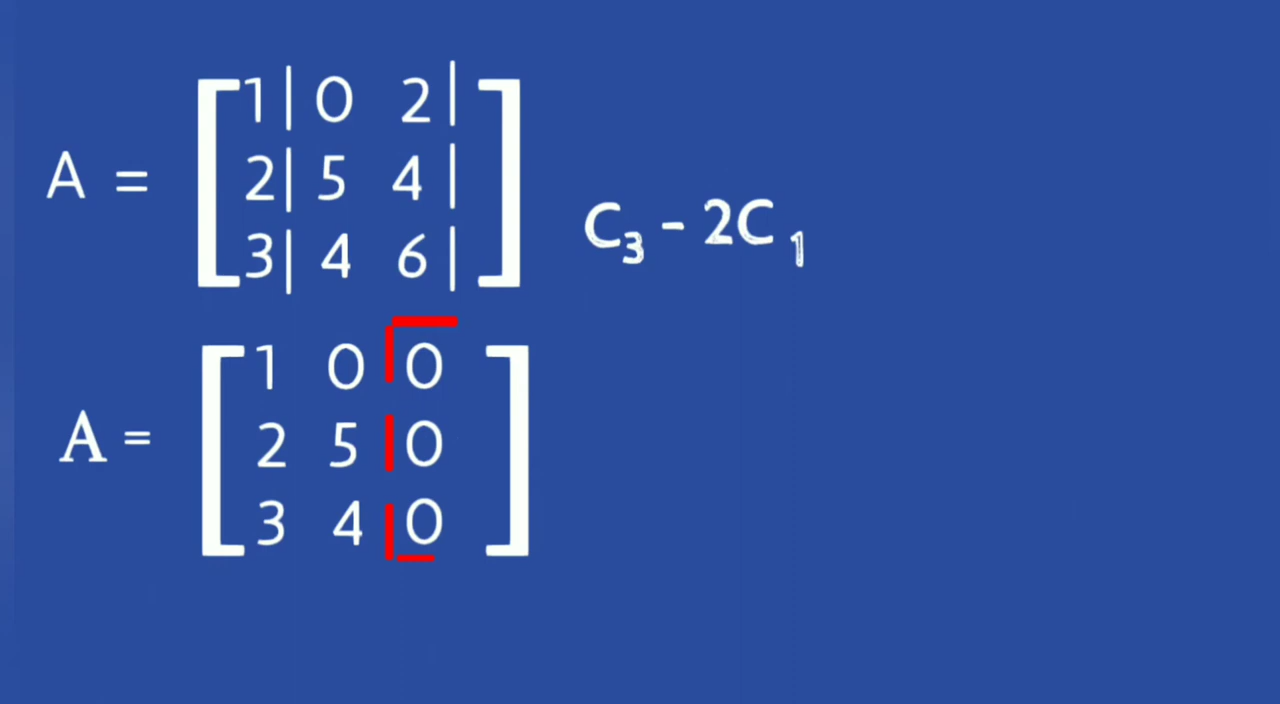 A = [ 1| 0 2| ]
2| 5 4|
3| 4 6|
C₃ - 2C₁
A = [ 1 0 0 ]
2 5 0
3 4 0